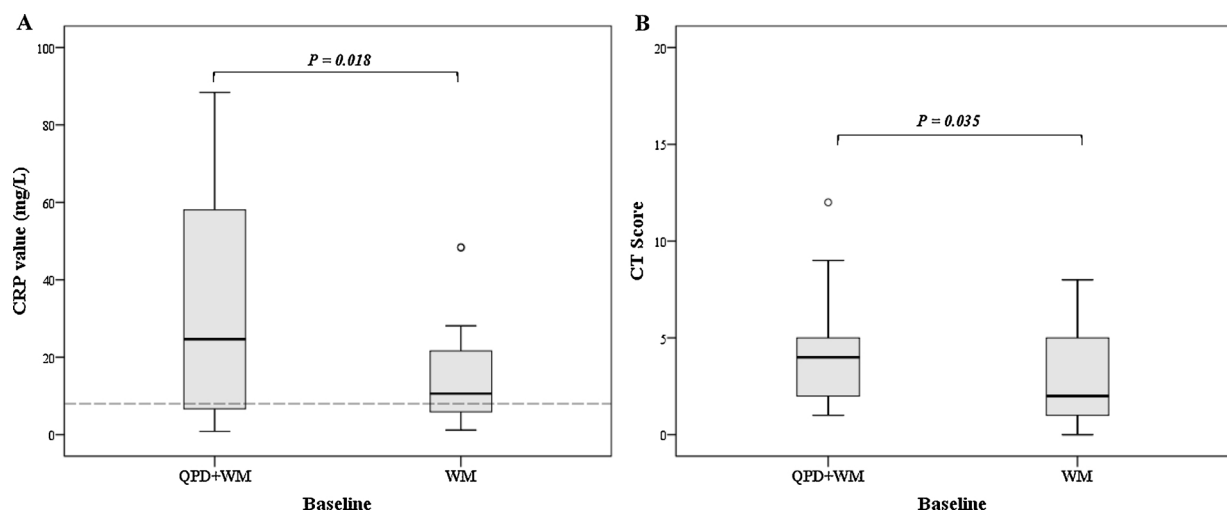 A
CRP value (mg/L)
100
80
60
40
20
0
P = 0.018
QPD+WM
WM
Baseline
B
CT Score
20
15
10
5
0
P = 0.035
QPD+WM
WM
Baseline